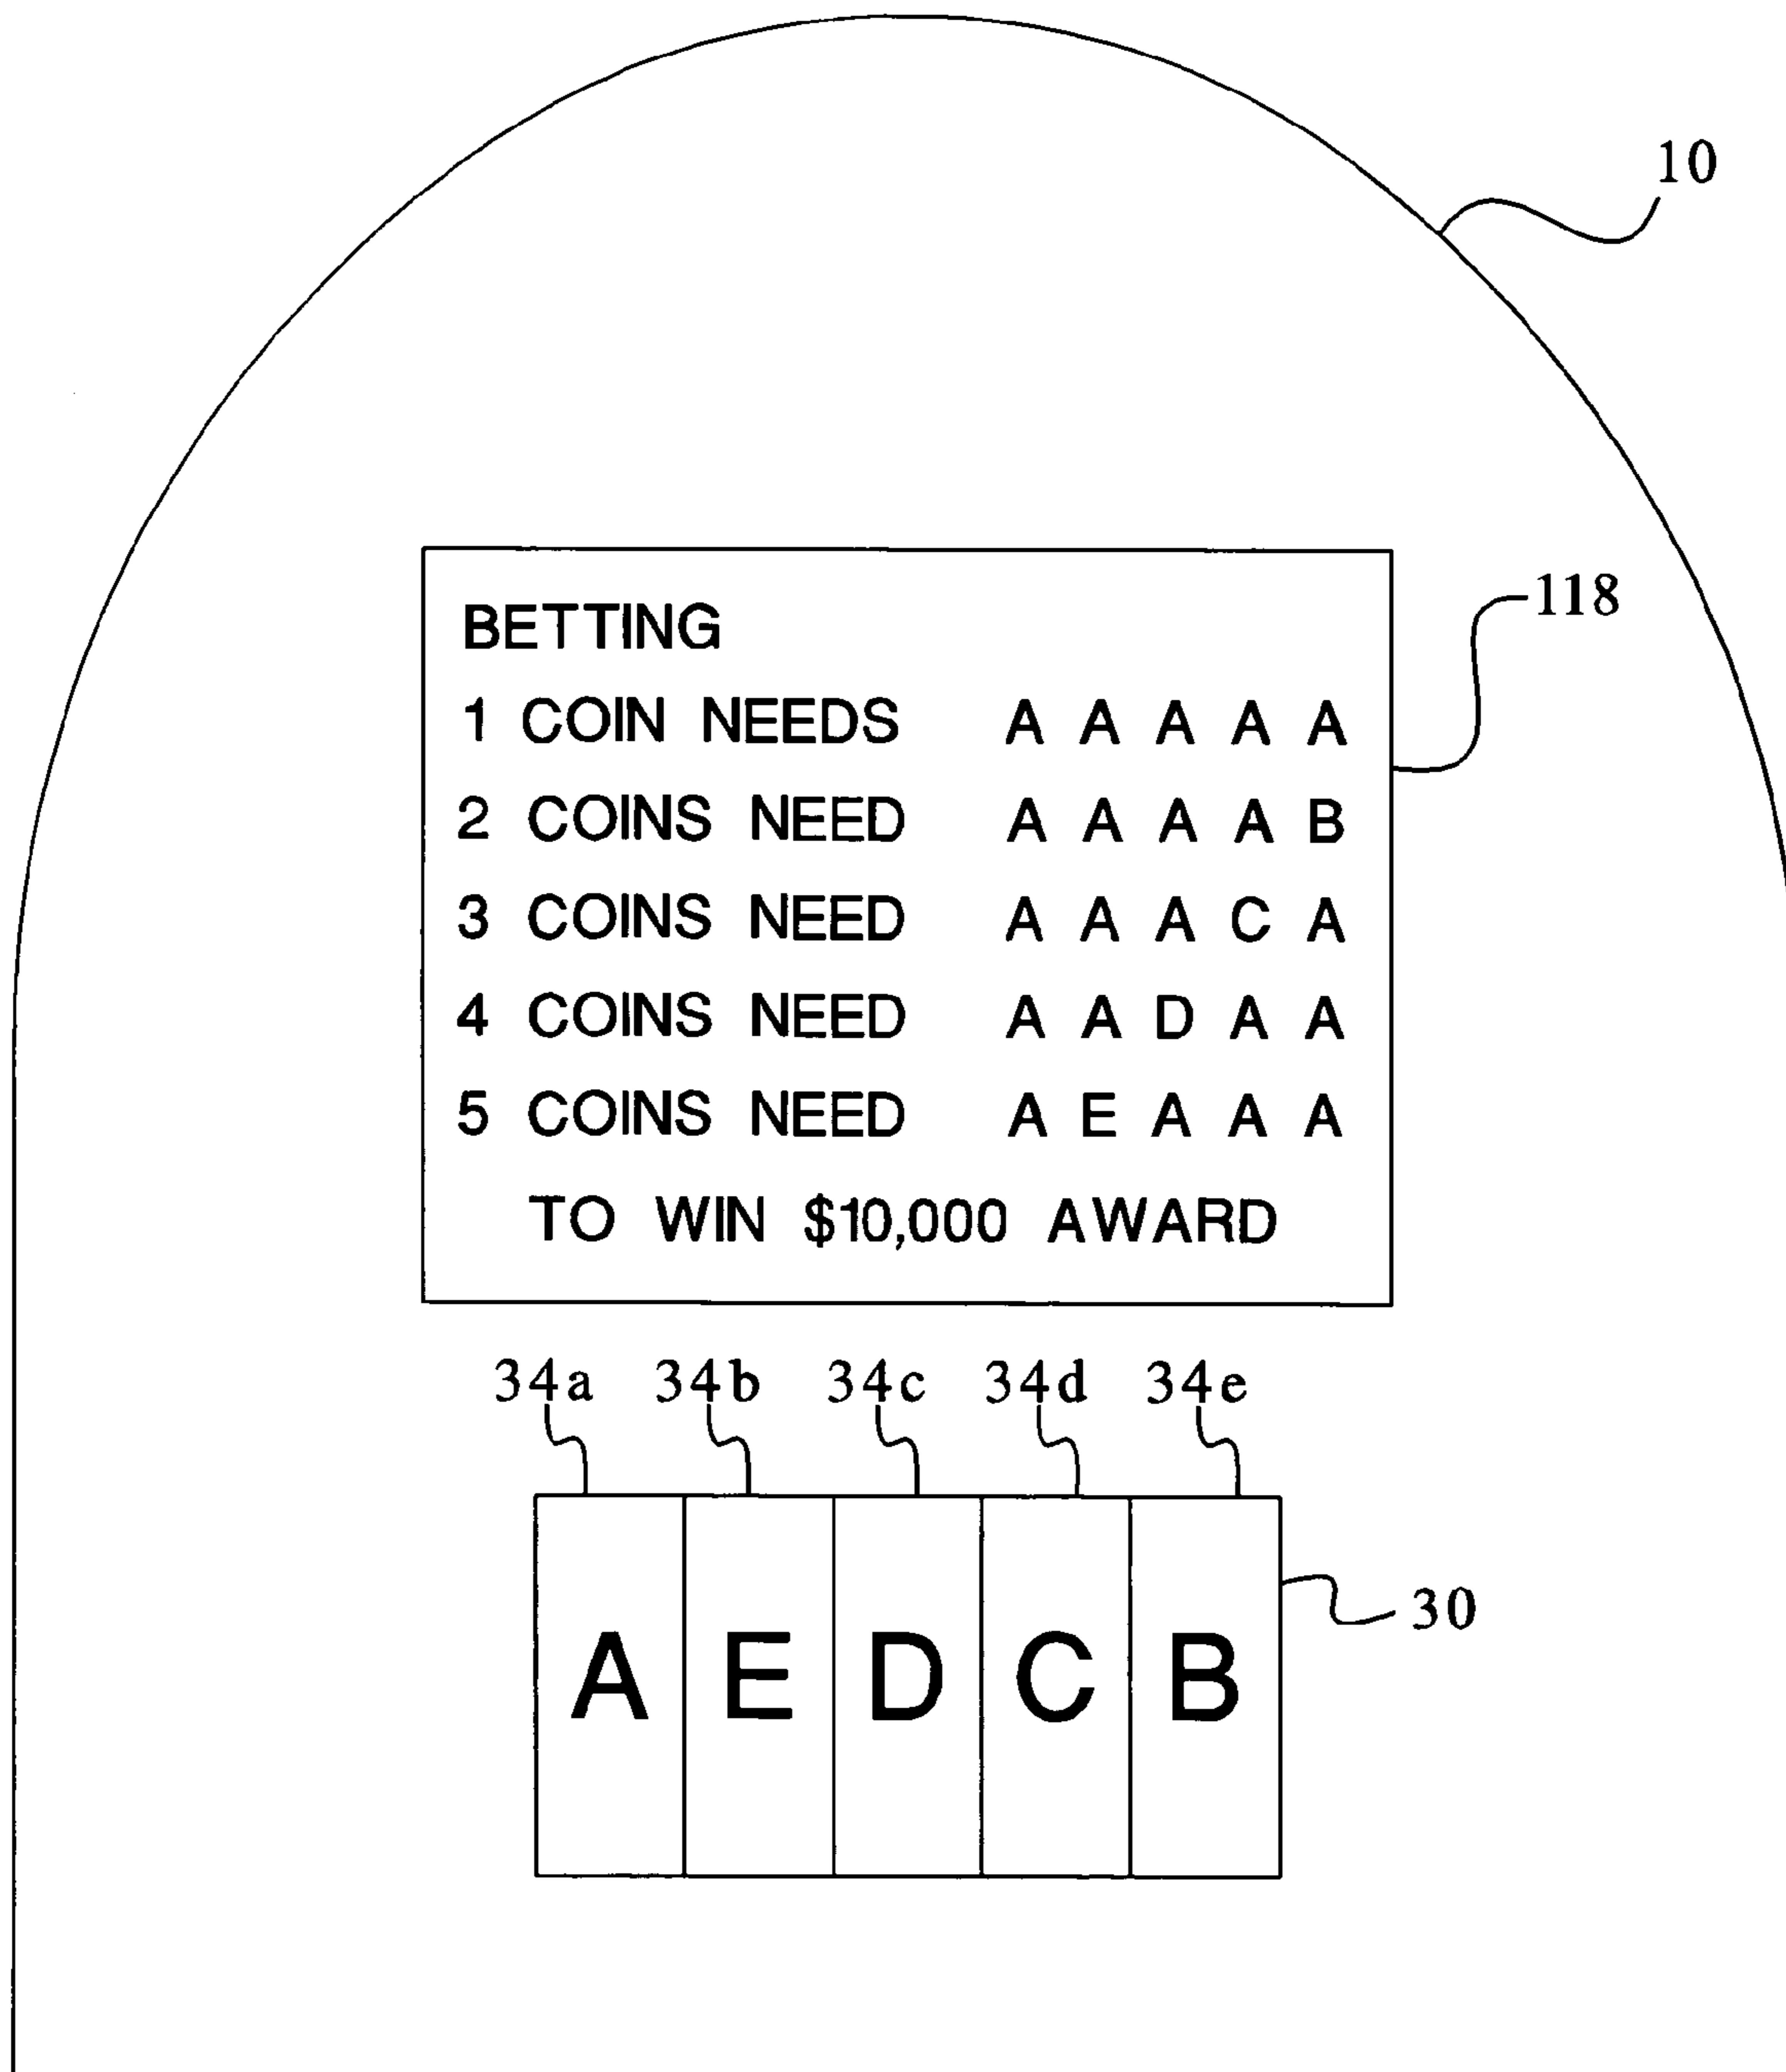 10
118
BETTING
1 COIN NEEDS A A A A A
2 COINS NEED A A A A B
3 COINS NEED A A A C A
4 COINS NEED A A D A A
5 COINS NEED A E A A A
TO WIN $10,000 AWARD
34a 34b 34c 34d 34e
30
A E D C B